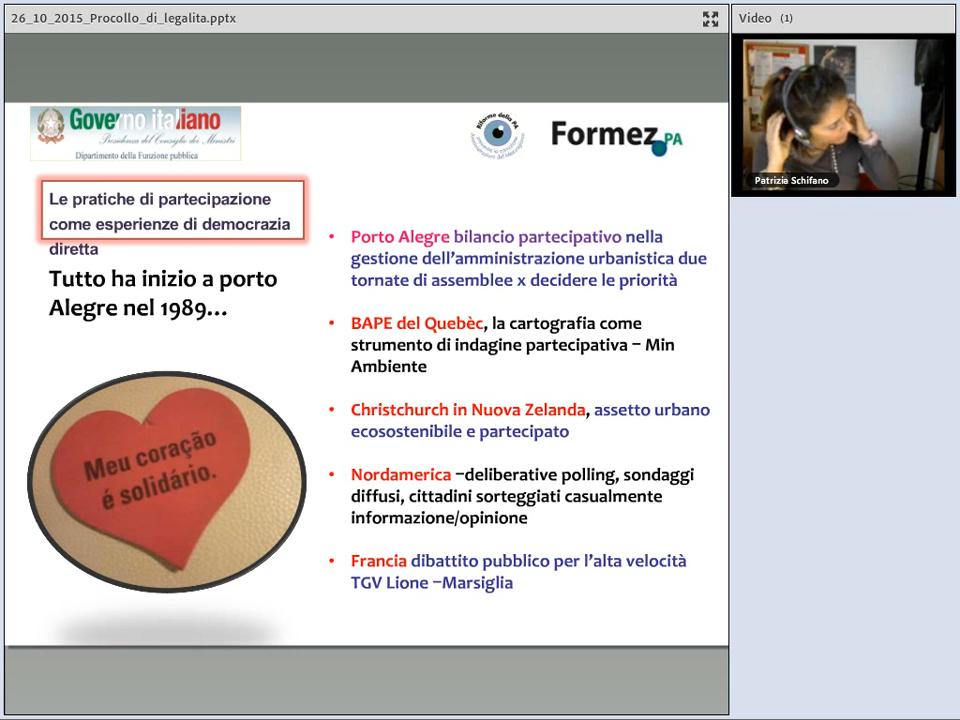 26_10_2015_Procollo_di_legalita.pptx
Video (1)
Governo italiano
Presidenza del Consiglio dei Ministri
Dipartimento della Funzione pubblica
Riforme della PA
Formez PA
Patrizia Schifano
Le pratiche di partecipazione
come esperienze di democrazia
diretta
Tutto ha inizio a porto
Alegre nel 1989...
Meu coração
é solidário.
• Porto Alegre bilancio partecipativo nella
gestione dell’amministrazione urbanistica due
tornate di assemblee x decidere le priorità
• BAPE del Quebèc, la cartografia come
strumento di indagine partecipativa – Min
Ambiente
• Christchurch in Nuova Zelanda, assetto urbano
ecosostenibile e partecipato
• Nordamerica –deliberative polling, sondaggi
diffusi, cittadini sorteggiati casualmente
informazione/opinione
• Francia dibattito pubblico per l’alta velocità
TGV Lione –Marsiglia